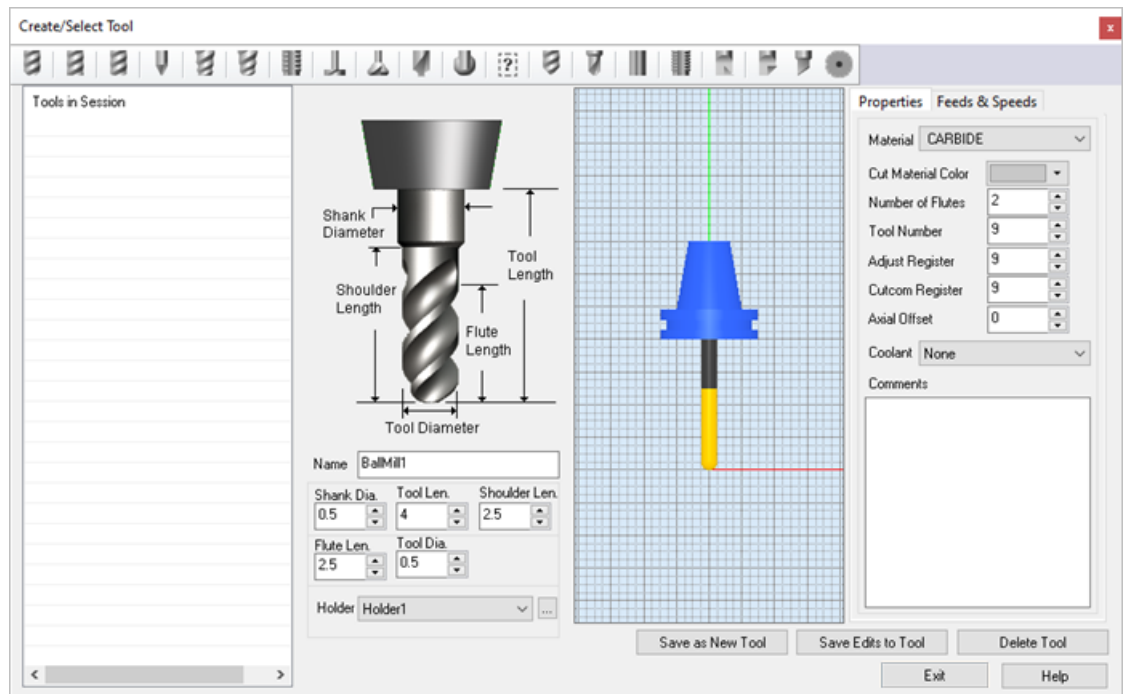 Create/Select Tool
x
?
Tools in Session
Shank
Diameter
Shoulder
Length
Tool
Length
Flute
Length
Tool Diameter
Name BallMill1
Shank Dia. Tool Len. Shoulder Len.
0.5 4 2.5
Flute Len. Tool Dia.
2.5 0.5
Holder Holder1 ...
Properties Feeds & Speeds
Material CARBIDE
Cut Material Color
Number of Flutes 2
Tool Number 9
Adjust Register 9
Cutcom Register 9
Axial Offset 0
Coolant None
Comments
Save as New Tool Save Edits to Tool Delete Tool
Exit Help